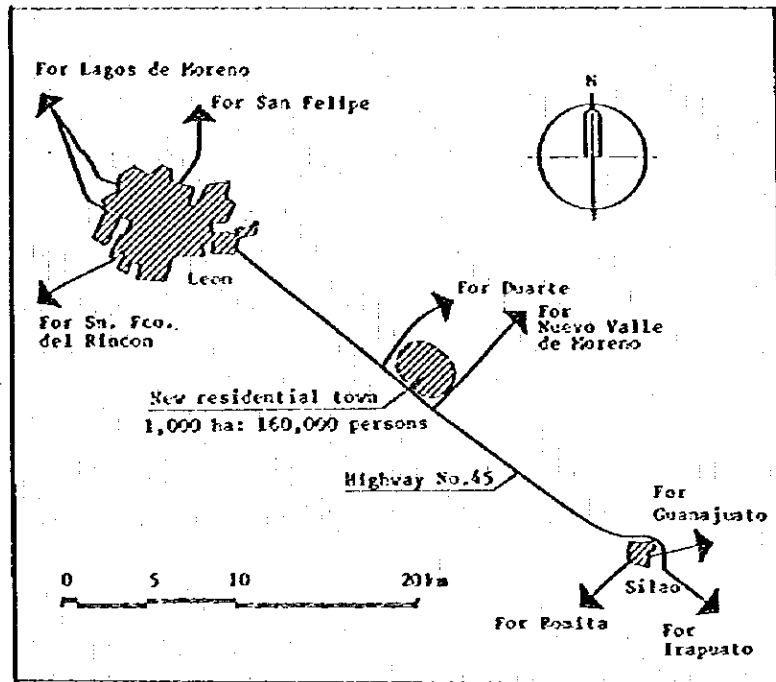 For Lagos de Moreno
For San Felipe
N
Leon
For Sn. Fco.
del Rincon
For Duarte
For
Nuevo Valle
de Moreno
New residential town
1,000 ha: 160,000 persons
Highway No.45
For
Guanajuato
0 5 10 20 km
Silao
For Romita
For
Irapuato